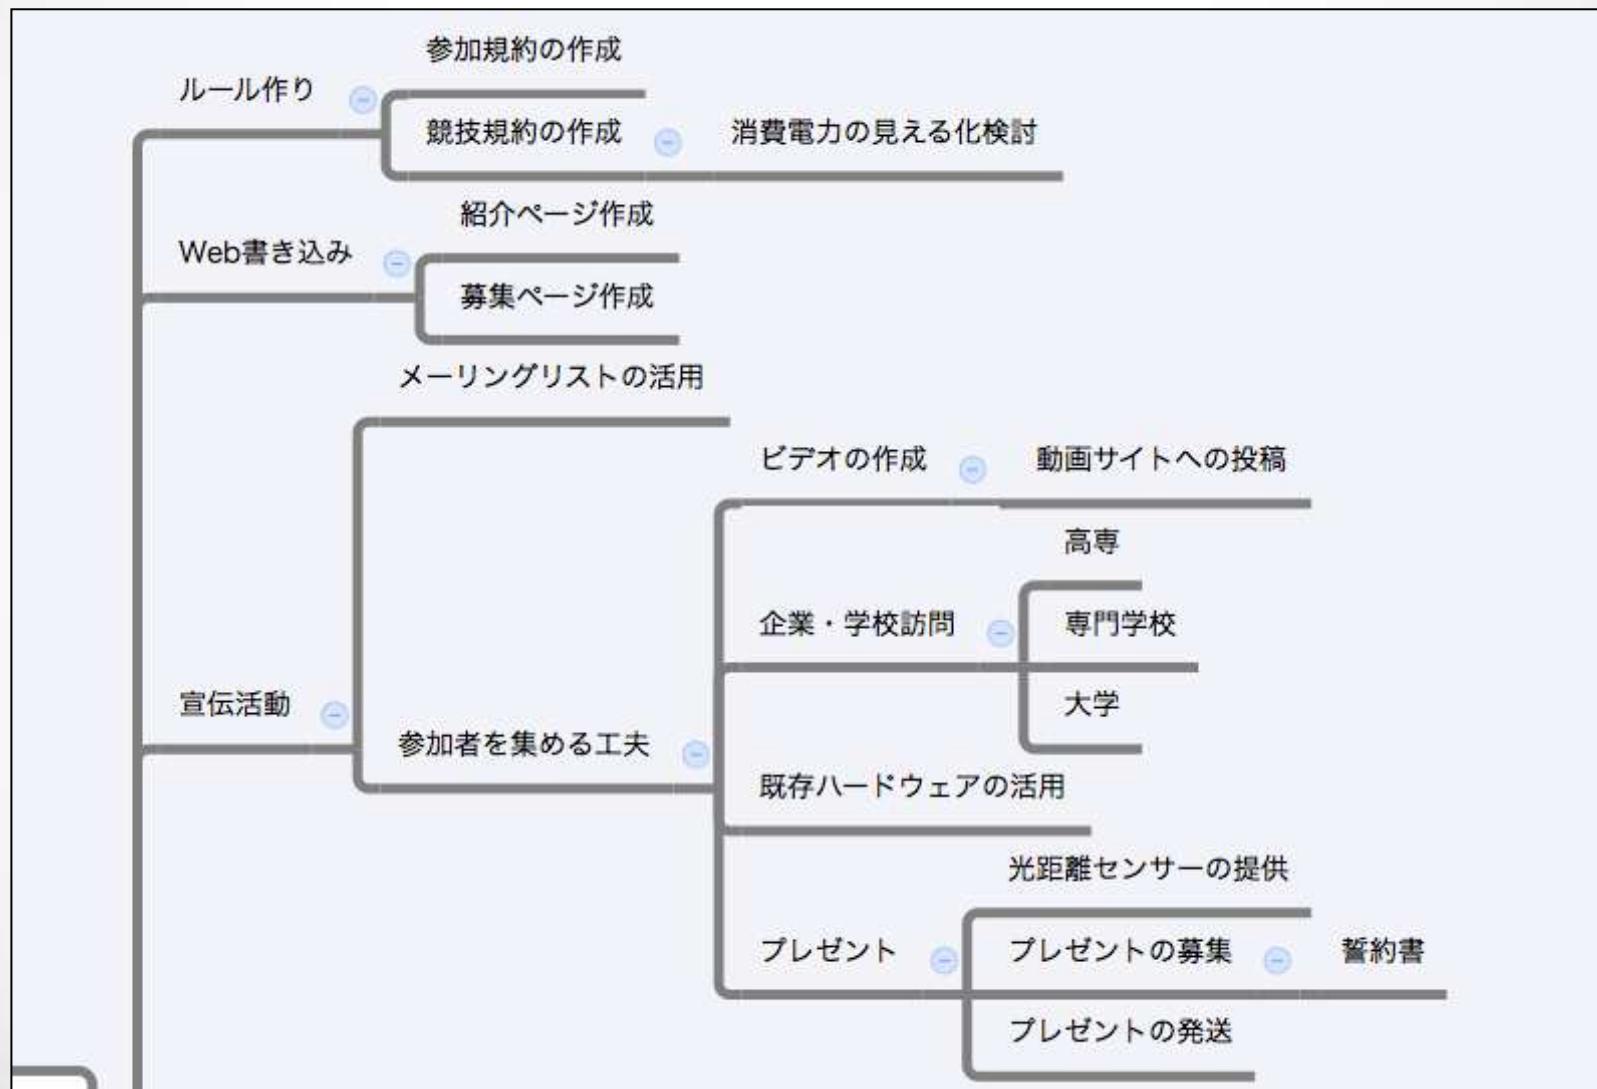 ルール作り
参加規約の作成
競技規約の作成
消費電力の見える化検討
Web書き込み
紹介ページ作成
募集ページ作成
宣伝活動
メーリングリストの活用
参加者を集める工夫
ビデオの作成
動画サイトへの投稿
企業・学校訪問
高専
専門学校
大学
既存ハードウェアの活用
プレゼント
光距離センサーの提供
プレゼントの募集
誓約書
プレゼントの発送